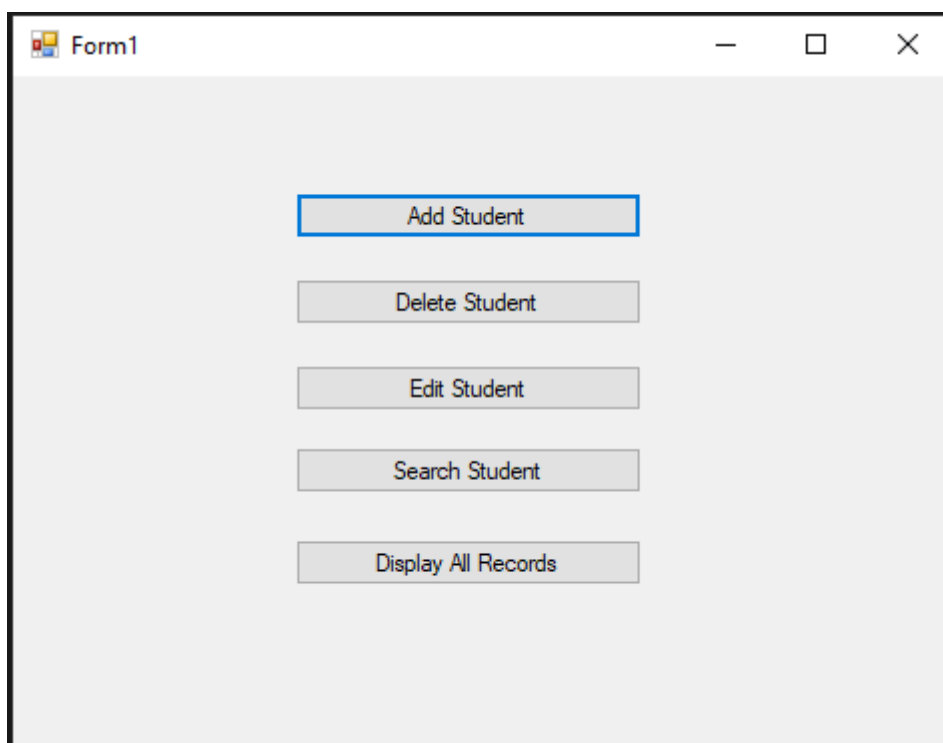 Form1
Add Student
Delete Student
Edit Student
Search Student
Display All Records